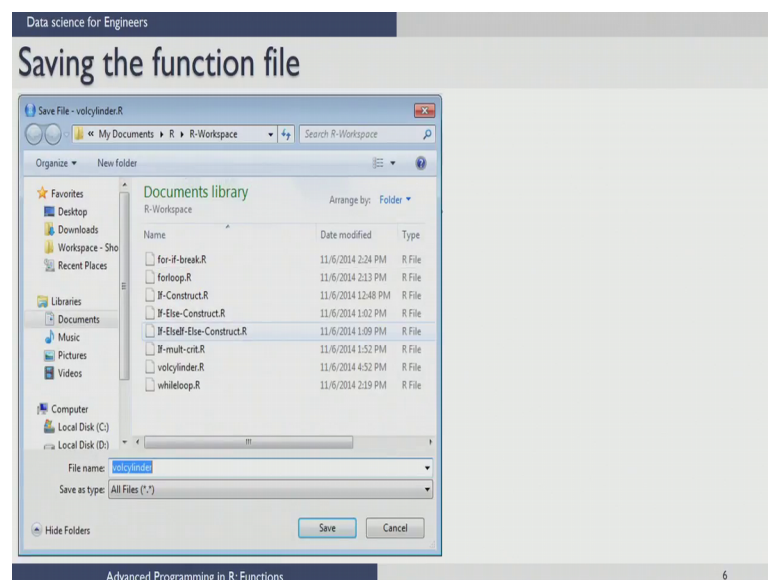 Data science for Engineers
Saving the function file
Save File - volcylinder.R
« My Documents ▸ R ▸ R-Workspace
Search R-Workspace
Organize
New folder
Favorites
Desktop
Downloads
Workspace - Sho
Recent Places
Libraries
Documents
Music
Pictures
Videos
Computer
Local Disk (C:)
Local Disk (D:)
Documents library
R-Workspace
Arrange by: Folder
Name Date modified Type
for-if-break.R 11/6/2014 2:24 PM R File
forloop.R 11/6/2014 2:13 PM R File
If-Construct.R 11/6/2014 12:48 PM R File
If-Else-Construct.R 11/6/2014 1:02 PM R File
If-ElseIf-Else-Construct.R 11/6/2014 1:09 PM R File
If-mult-crit.R 11/6/2014 1:52 PM R File
volcylinder.R 11/6/2014 4:52 PM R File
whileloop.R 11/6/2014 2:19 PM R File
File name: volcylinder
Save as type: All Files (*.*)
Hide Folders
Save
Cancel
Advanced Programming in R: Functions
6